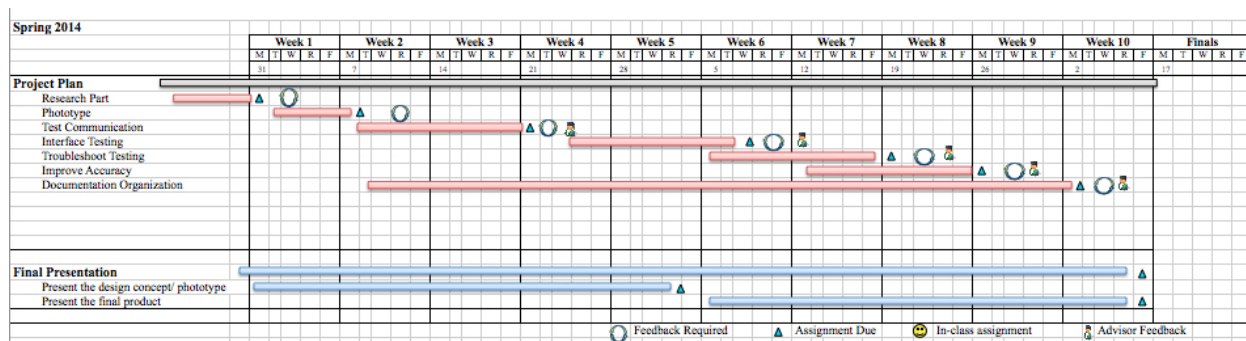 Spring 2014
Week 1 Week 2 Week 3 Week 4 Week 5 Week 6 Week 7 Week 8 Week 9 Week 10 Finals
M T W R F M T W R F M T W R F M T W R F M T W R F M T W R F M T W R F M T W R F M T W R F M T W R F M T W R F
31 7 14 21 28 5 12 19 26 2 17
Project Plan
Research Part
Phototype
Test Communication
Interface Testing
Troubleshoot Testing
Improve Accuracy
Documentation Organization
Final Presentation
Present the design concept/ phototype
Present the final product
Feedback Required Assignment Due In-class assignment Advisor Feedback